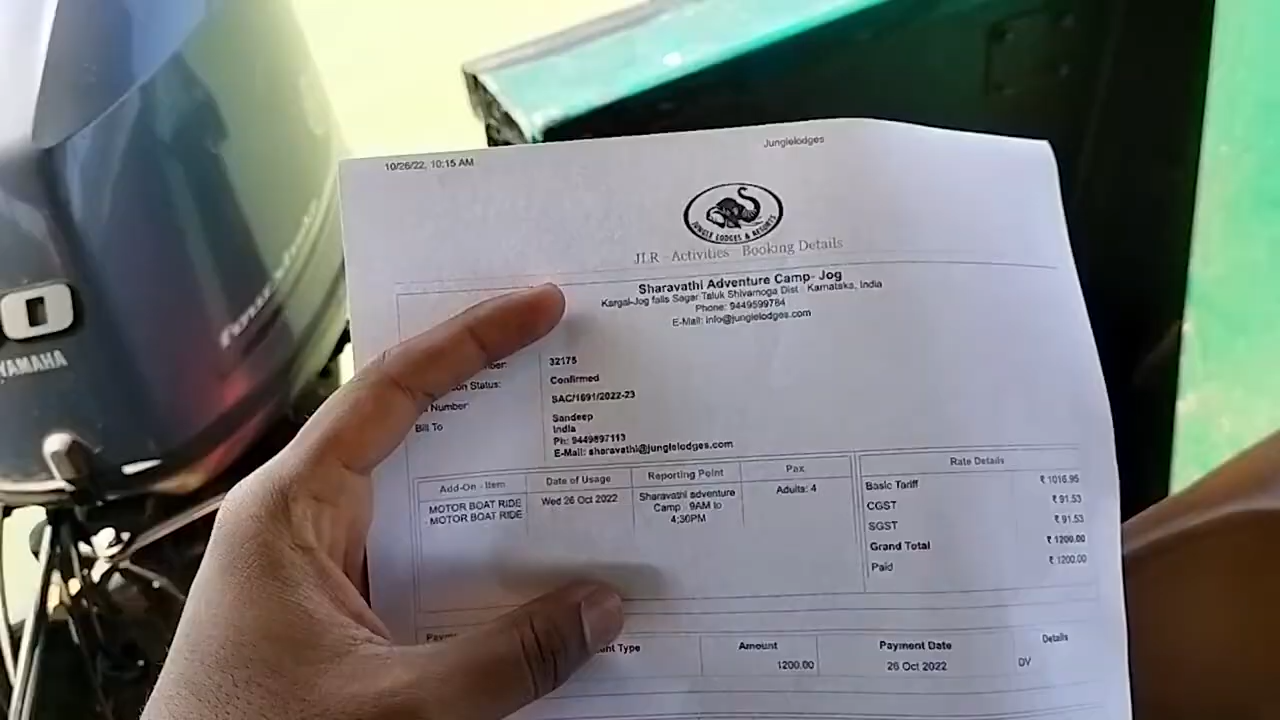 10/26/22, 10:15 AM
Junglelodges
JUNGLE LODGES & RESORTS
JLR - Activities - Booking Details
Sharavathi Adventure Camp- Jog
Kargal-Jog falls Sagar Taluk Shivamoga Dist - Karnataka, India
Phone: 9449599784
E-Mail: info@junglelodges.com
32175
Status:
Confirmed
Number
SAC/1691/2022-23
Bill To
Sandeep
India
Ph: 9449897113
E-Mail: sharavathi@junglelodges.com
Add-On - Item
Date of Usage
Reporting Point
Pax
MOTOR BOAT RIDE
- MOTOR BOAT RIDE
Wed 26 Oct 2022
Sharavathi adventure
Camp - 9AM to
4:30PM
Adults: 4
Rate Details
Basic Tariff ₹ 1016.95
CGST ₹ 91.53
SGST ₹ 91.53
Grand Total ₹ 1200.00
Paid ₹ 1200.00
Type
Amount
Payment Date
Details
1200.00
26 Oct 2022
DV
YAMAHA